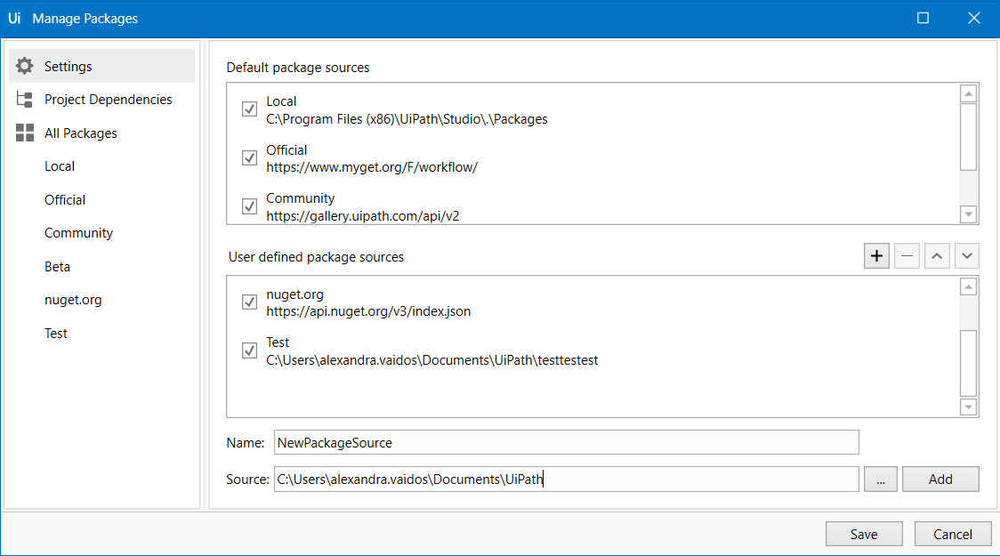 Ui Manage Packages
Settings
Project Dependencies
All Packages
Local
Official
Community
Beta
nuget.org
Test
Default package sources
Local
C:\Program Files (x86)\UiPath\Studio\.\Packages
Official
https://www.myget.org/F/workflow/
Community
https://gallery.uipath.com/api/v2
User defined package sources
nuget.org
https://api.nuget.org/v3/index.json
Test
C:\Users\alexandra.vaidos\Documents\UiPath\testtestest
Name: NewPackageSource
Source: C:\Users\alexandra.vaidos\Documents\UiPath ... Add
Save Cancel